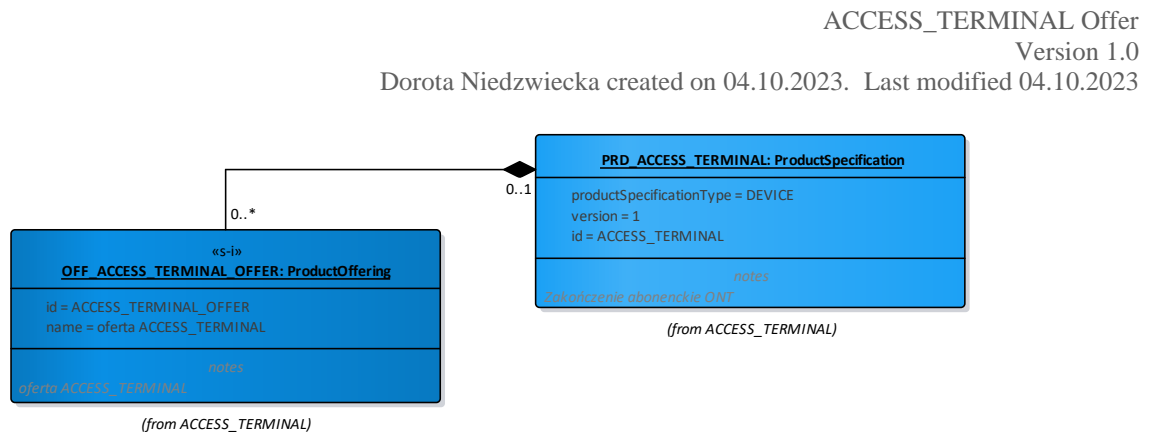 ACCESS_TERMINAL Offer
Version 1.0
Dorota Niedzwiecka created on 04.10.2023.  Last modified 04.10.2023
PRD_ACCESS_TERMINAL: ProductSpecification
productSpecificationType = DEVICE
version = 1
id = ACCESS_TERMINAL
notes
Zakończenie abonenckie ONT
(from ACCESS_TERMINAL)
0..1
0..*
«s-i»
OFF_ACCESS_TERMINAL_OFFER: ProductOffering
id = ACCESS_TERMINAL_OFFER
name = oferta ACCESS_TERMINAL
notes
oferta ACCESS_TERMINAL
(from ACCESS_TERMINAL)